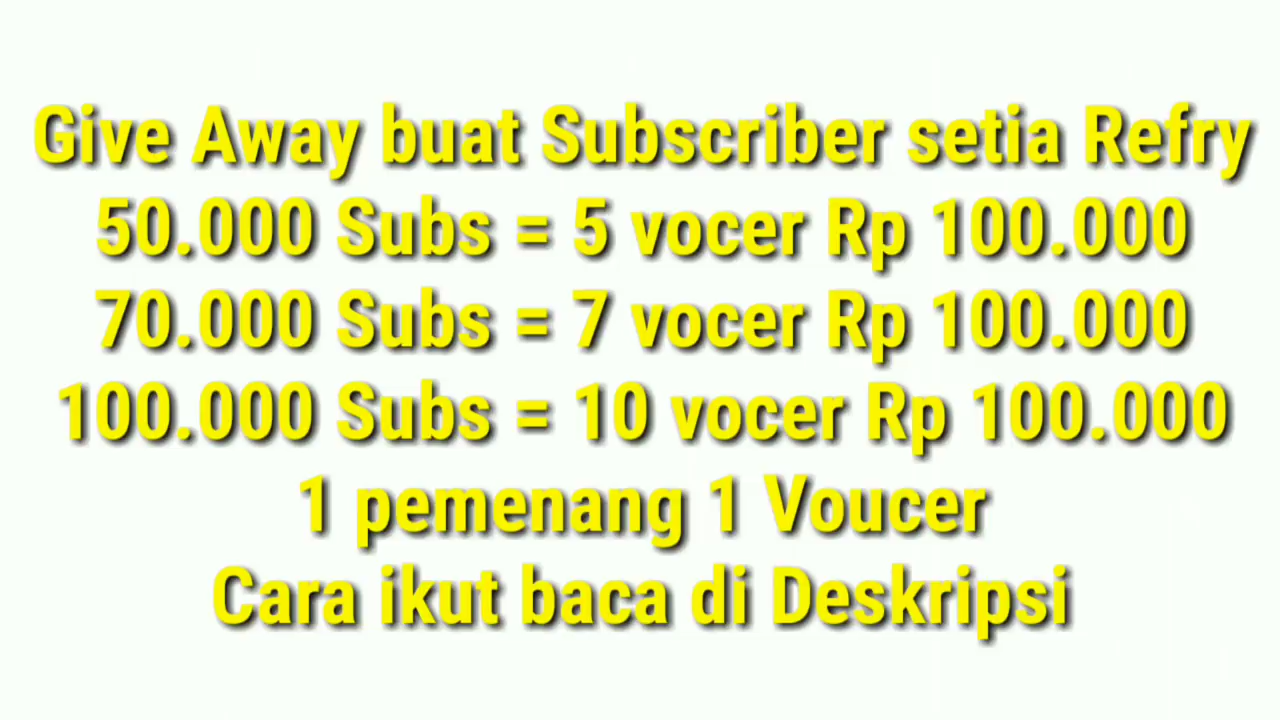 Give Away buat Subscriber setia Refry
50.000 Subs = 5 vocer Rp 100.000
70.000 Subs = 7 vocer Rp 100.000
100.000 Subs = 10 vocer Rp 100.000
1 pemenang 1 Voucer
Cara ikut baca di Deskripsi